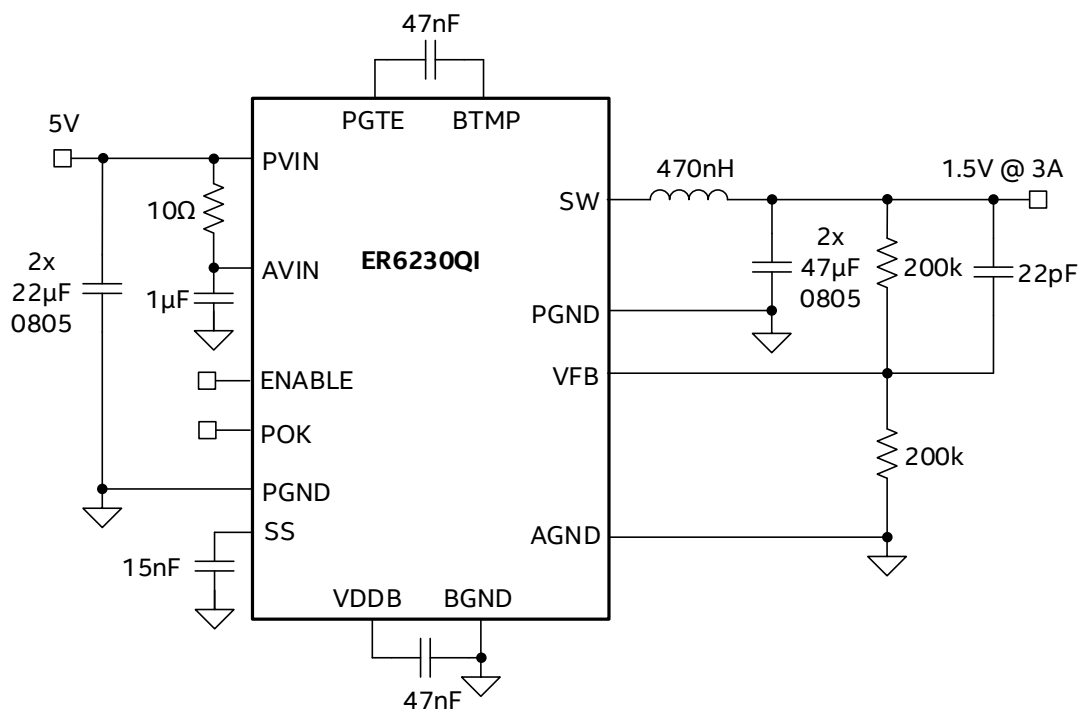 47nF
PGTE
BTMP
5V
PVIN
10Ω
AVIN
1µF
2x
22µF
0805
ENABLE
POK
PGND
SS
15nF
VDDB
BGND
47nF
ER6230QI
SW
470nH
1.5V @ 3A
2x
47µF
0805
200k
22pF
PGND
VFB
200k
AGND